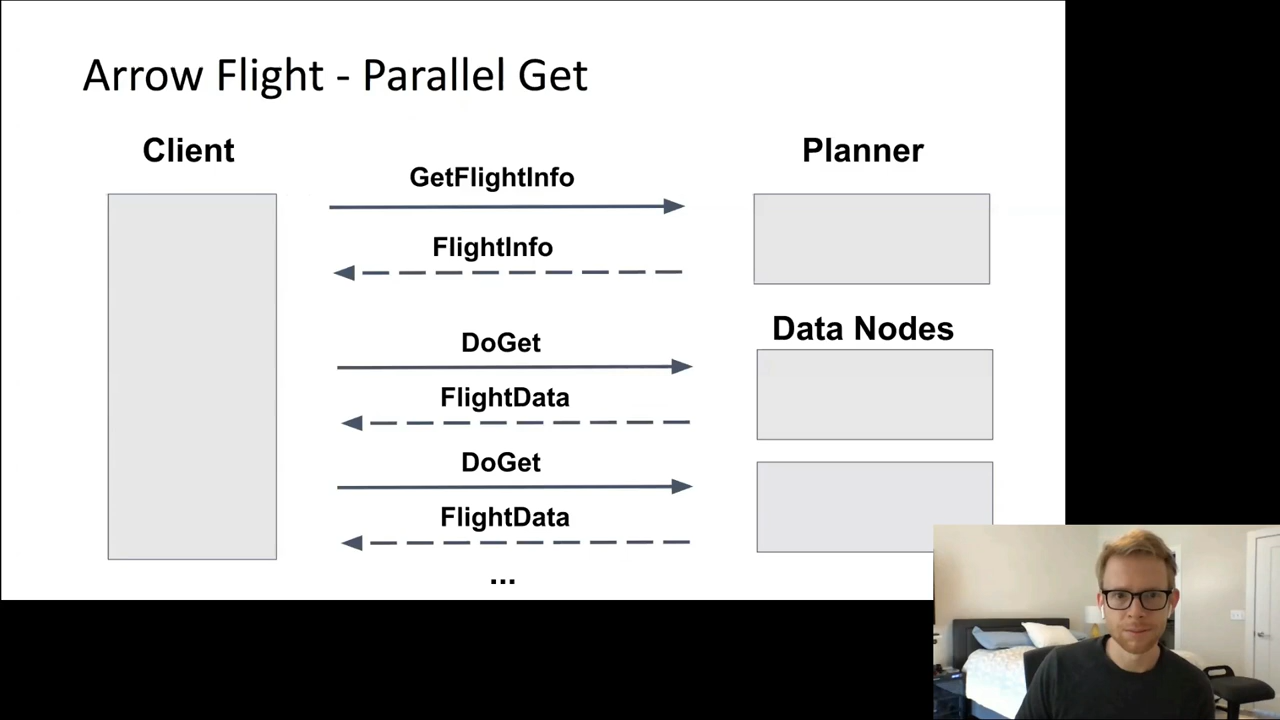 Arrow Flight - Parallel Get
Client
Planner
GetFlightInfo
FlightInfo
Data Nodes
DoGet
FlightData
DoGet
FlightData
...